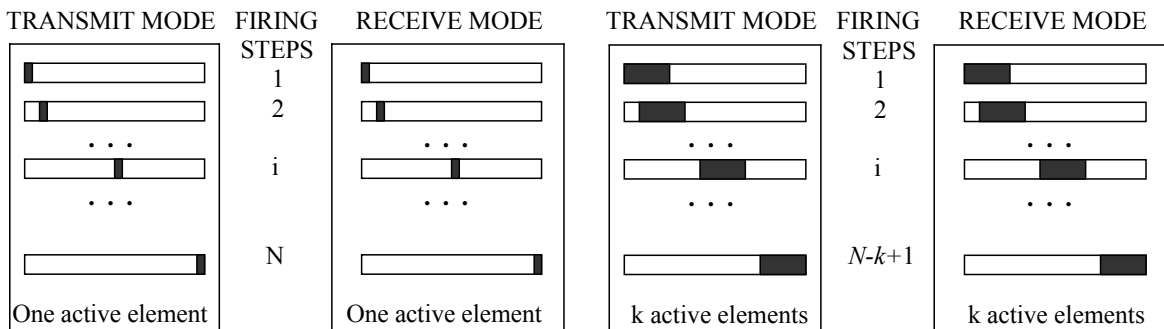 TRANSMIT MODE FIRING STEPS RECEIVE MODE
1
2
. . . . . .
i
. . . . . .
N
One active element One active element
TRANSMIT MODE FIRING STEPS RECEIVE MODE
1
2
. . . . . .
i
. . . . . .
N-k+1
k active elements k active elements